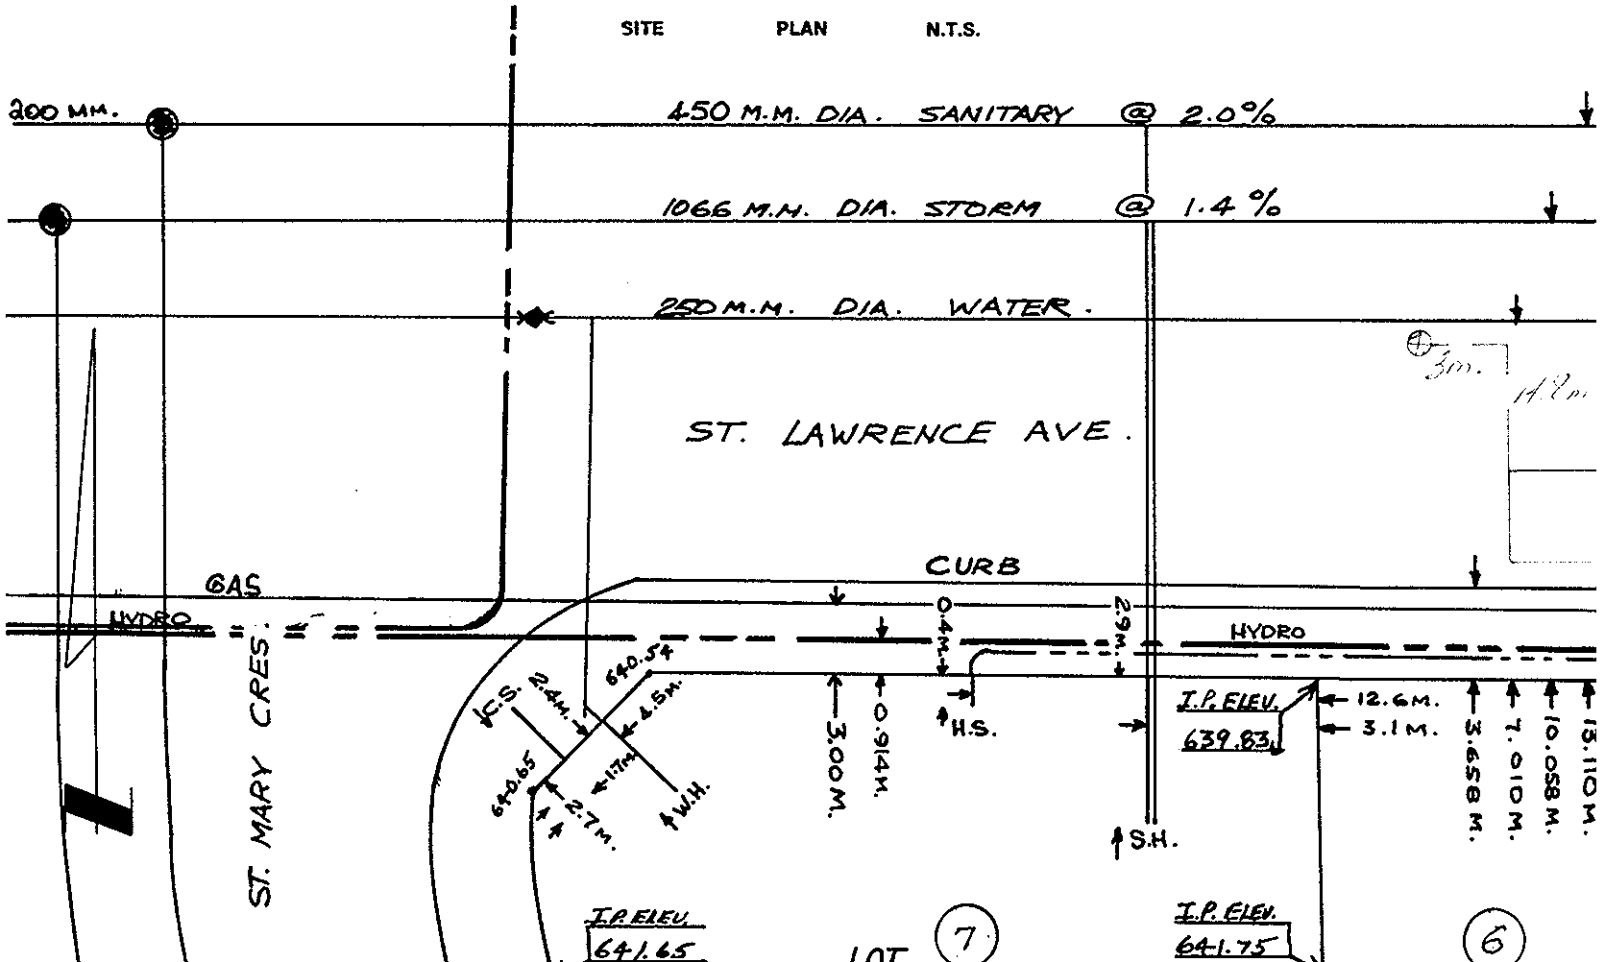 SITE PLAN N.T.S.
200 MM.
450 M.M. DIA. SANITARY @ 2.0%
1066 M.M. DIA. STORM @ 1.4 %
250 M.M. DIA. WATER.
3m.
ST. LAWRENCE AVE.
CURB
GAS
HYDRO
HYDRO
0.4M.
2.9M.
640.54
C.S.
2.4M.
4.5M.
1.7M
640.65
2.7M.
W.H.
ST. MARY CRES.
3.00M.
0.914M.
H.S.
S.H.
I.P. ELEV.
639.83
12.6M.
3.1M.
3.658 M.
7.010 M.
10.058 M.
13.110 M.
I.P. ELEV.
641.65
LOT 7
I.P. ELEV.
641.75
6